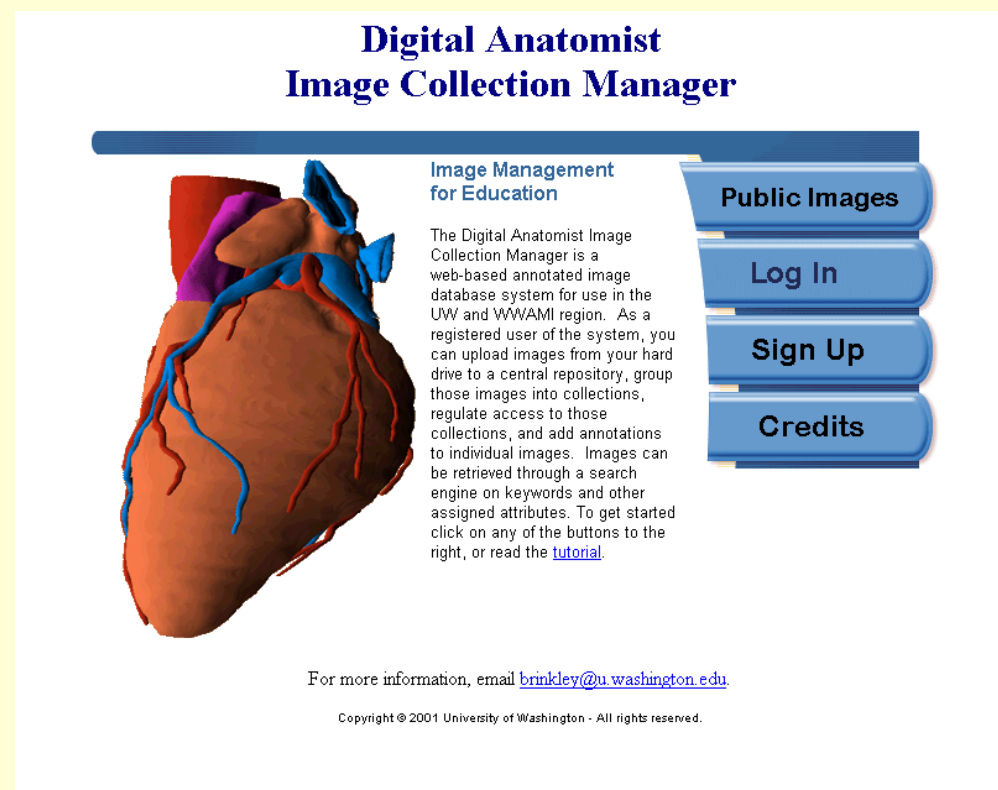 Digital Anatomist
Image Collection Manager
Image Management
for Education
The Digital Anatomist Image
Collection Manager is a
web-based annotated image
database system for use in the
UW and WWAMI region.  As a
registered user of the system, you
can upload images from your hard
drive to a central repository, group
those images into collections,
regulate access to those
collections, and add annotations
to individual images.  Images can
be retrieved through a search
engine on keywords and other
assigned attributes. To get started
click on any of the buttons to the
right, or read the tutorial.
Public Images
Log In
Sign Up
Credits
For more information, email brinkley@u.washington.edu.
Copyright © 2001 University of Washington - All rights reserved.